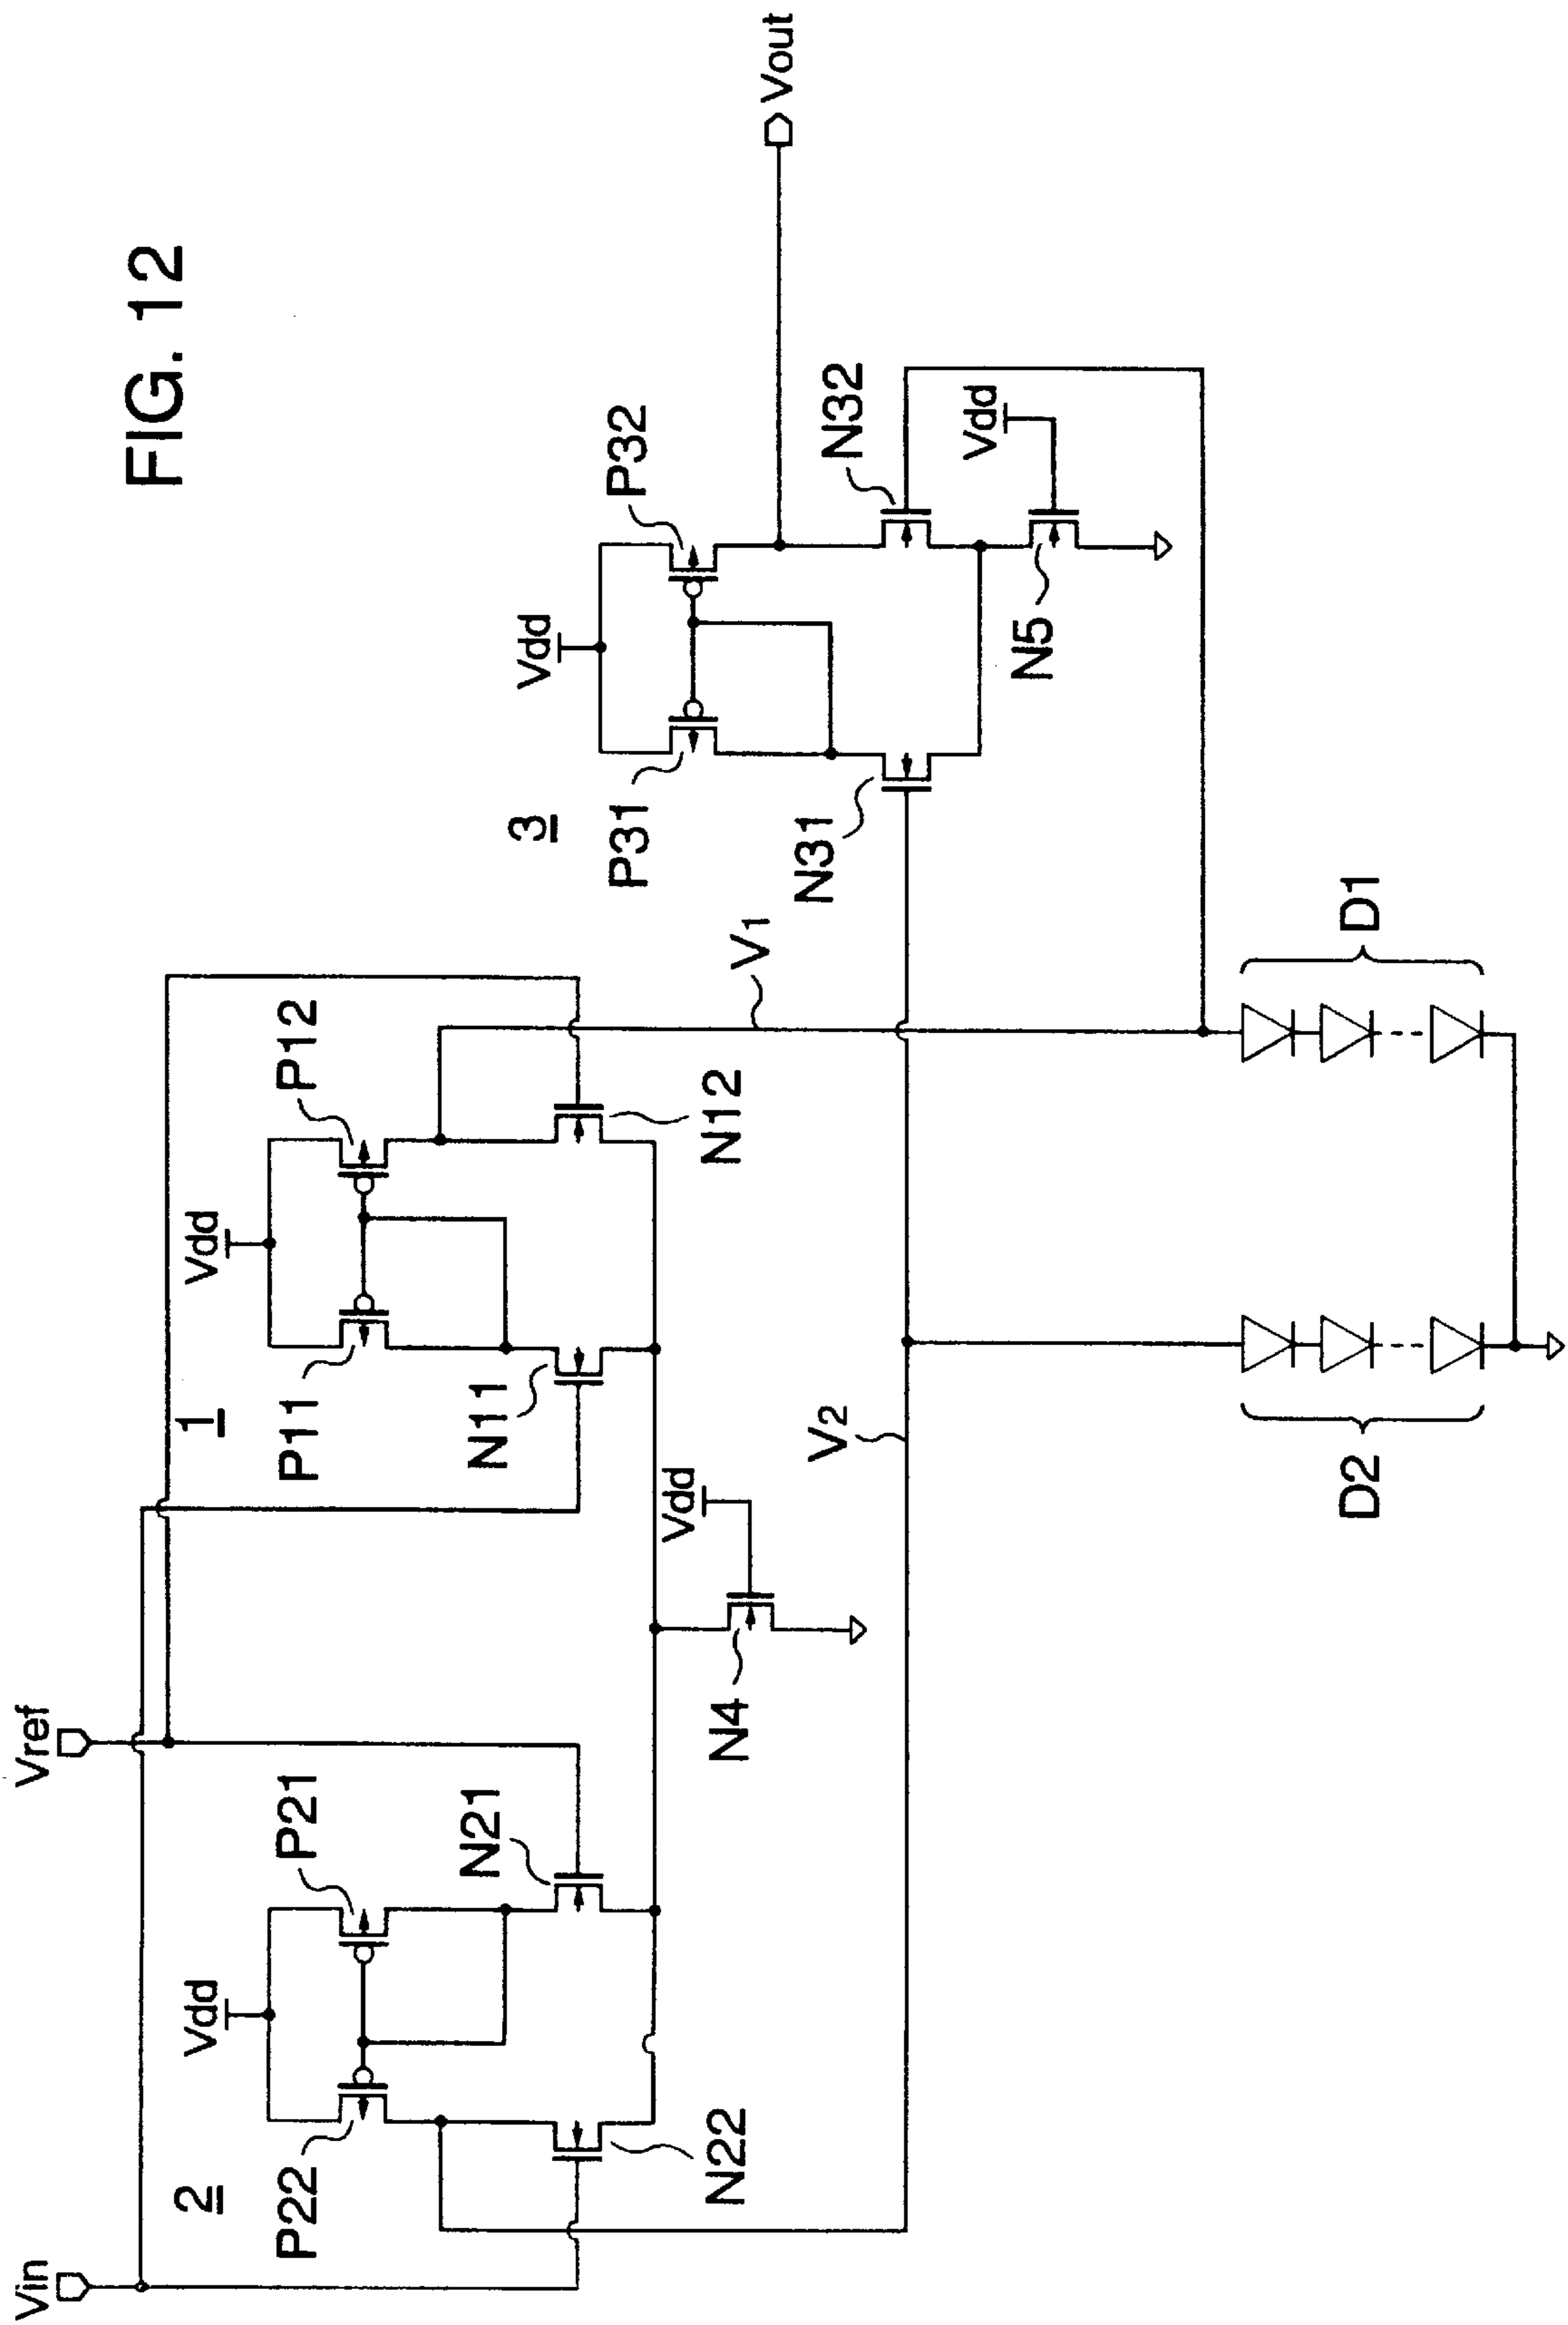 FIG. 12
Vin
Vref
2
Vdd
P22
P21
N22
N21
1
Vdd
P11
P12
N11
N12
N4
Vdd
V1
V2
3
Vdd
P31
P32
N31
N32
Vout
N5
Vdd
D2
D1